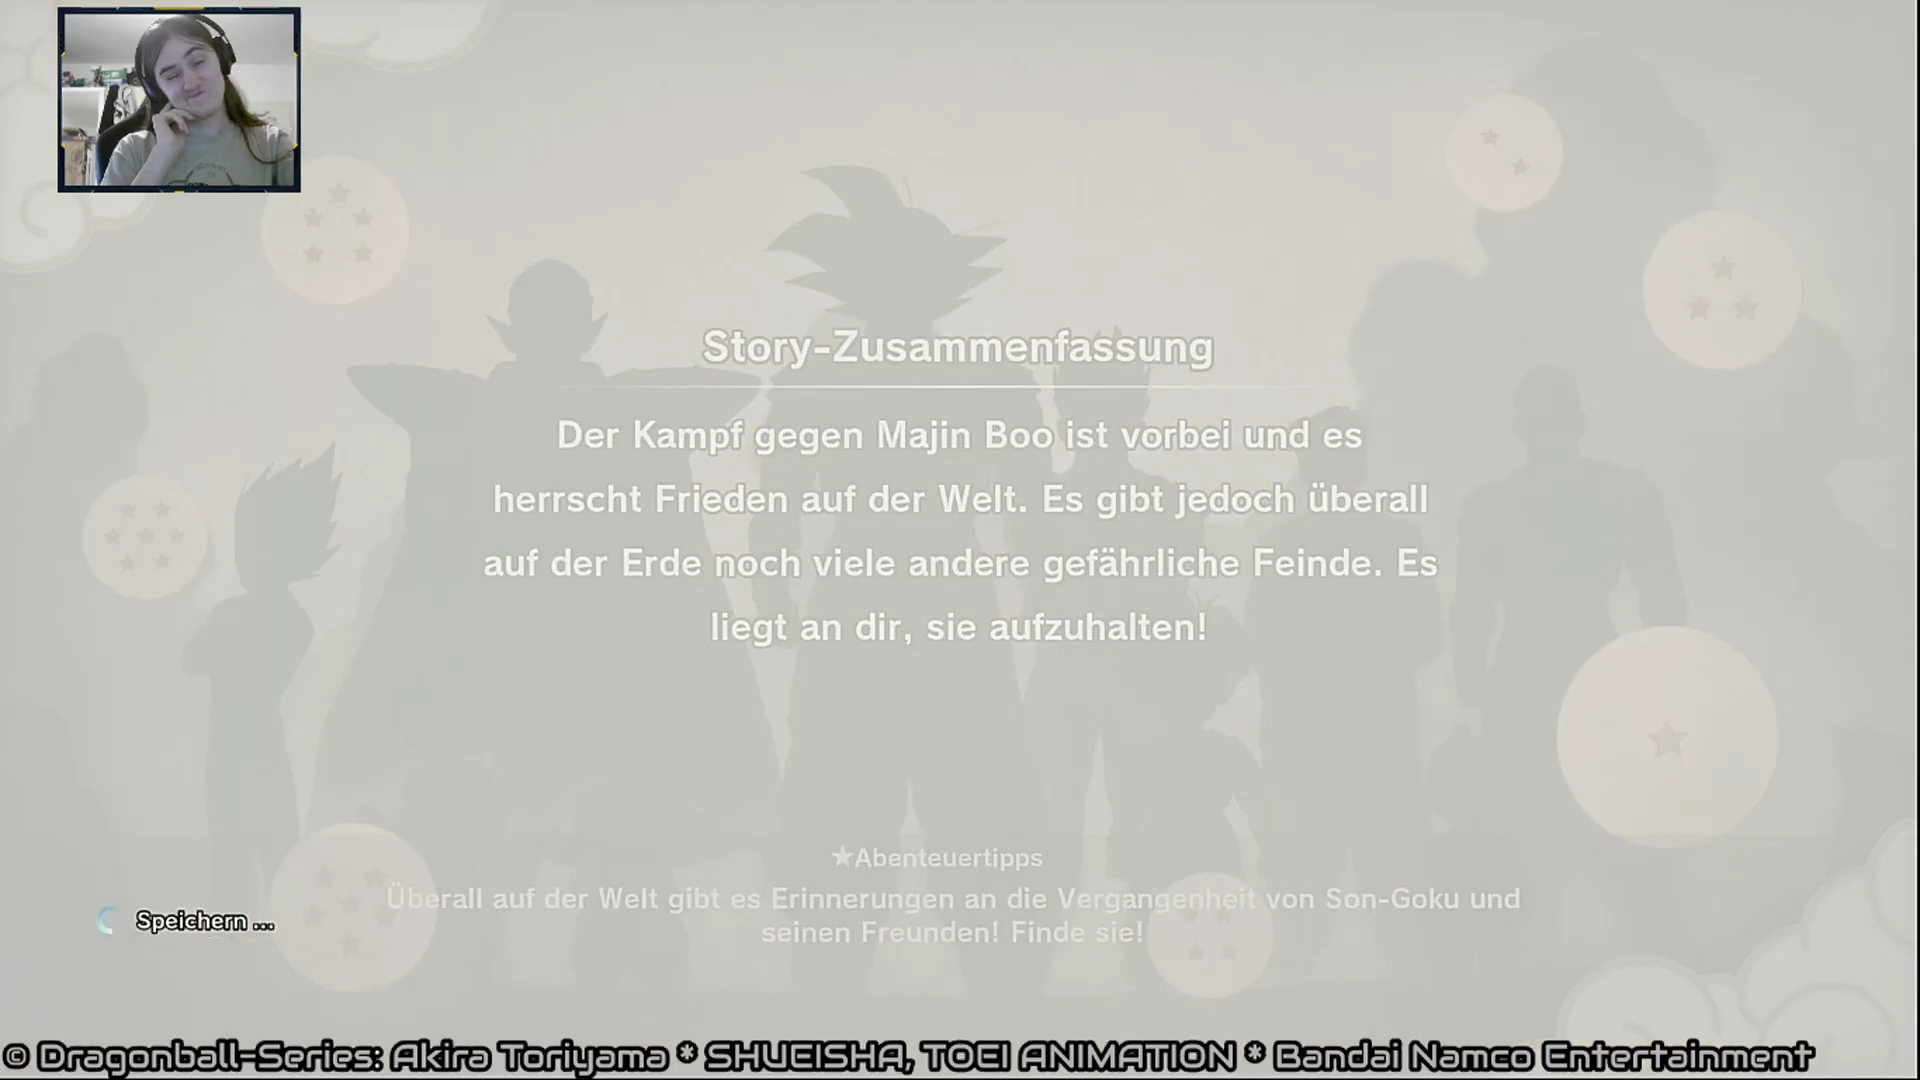 Story-Zusammenfassung
Der Kampf gegen Majin Boo ist vorbei und es
herrscht Frieden auf der Welt. Es gibt jedoch überall
auf der Erde noch viele andere gefährliche Feinde. Es
liegt an dir, sie aufzuhalten!
★Abenteuertipps
Überall auf der Welt gibt es Erinnerungen an die Vergangenheit von Son-Goku und
seinen Freunden! Finde sie!
Speichern ...
© Dragonball-Series: Akira Toriyama * SHUEISHA, TOEI ANIMATION * Bandai Namco Entertainment